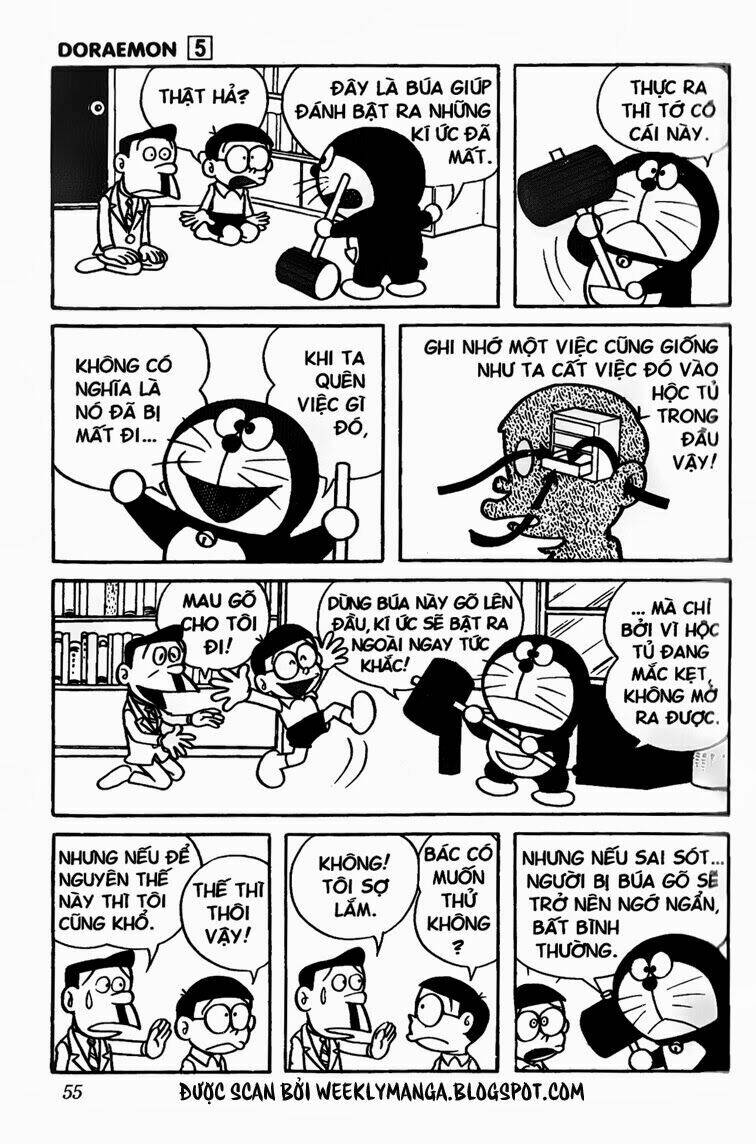 DORAEMON 5
THỰC RA
THÌ TỚ CÓ
CÁI NÀY.
ĐÂY LÀ BÚA GIÚP
ĐÁNH BẬT RA NHỮNG
KÍ ỨC ĐÃ
MẤT.
THẬT HẢ?
GHI NHỚ MỘT VIỆC CŨNG GIỐNG
NHƯ TA CẤT VIỆC ĐÓ VÀO
HỘC TỦ
TRONG
ĐẦU
VẬY!
KHI TA
QUÊN
VIỆC GÌ
ĐÓ,
KHÔNG CÓ
NGHĨA LÀ
NÓ ĐÃ BỊ
MẤT ĐI...
... MÀ CHỈ
BỞI VÌ HỘC
TỦ ĐANG
MẮC KẸT,
KHÔNG MỞ
RA ĐƯỢC.
DÙNG BÚA NÀY GÕ LÊN
ĐẦU, KÍ ỨC SẼ BẬT RA
NGOÀI NGAY TỨC
KHẮC!
MAU GÕ
CHO TÔI
ĐI!
NHƯNG NẾU SAI SÓT...
NGƯỜI BỊ BÚA GÕ SẼ
TRỞ NÊN NGỚ NGẨN,
BẤT BÌNH
THƯỜNG.
BÁC CÓ
MUỐN
THỬ
KHÔNG
?
KHÔNG!
TÔI SỢ
LẮM.
THẾ THÌ
THÔI
VẬY!
NHƯNG NẾU ĐỂ
NGUYÊN THẾ
NÀY THÌ TÔI
CŨNG KHỔ.
55
ĐƯỢC SCAN BỞI WEEKLYMANGA.BLOGSPOT.COM